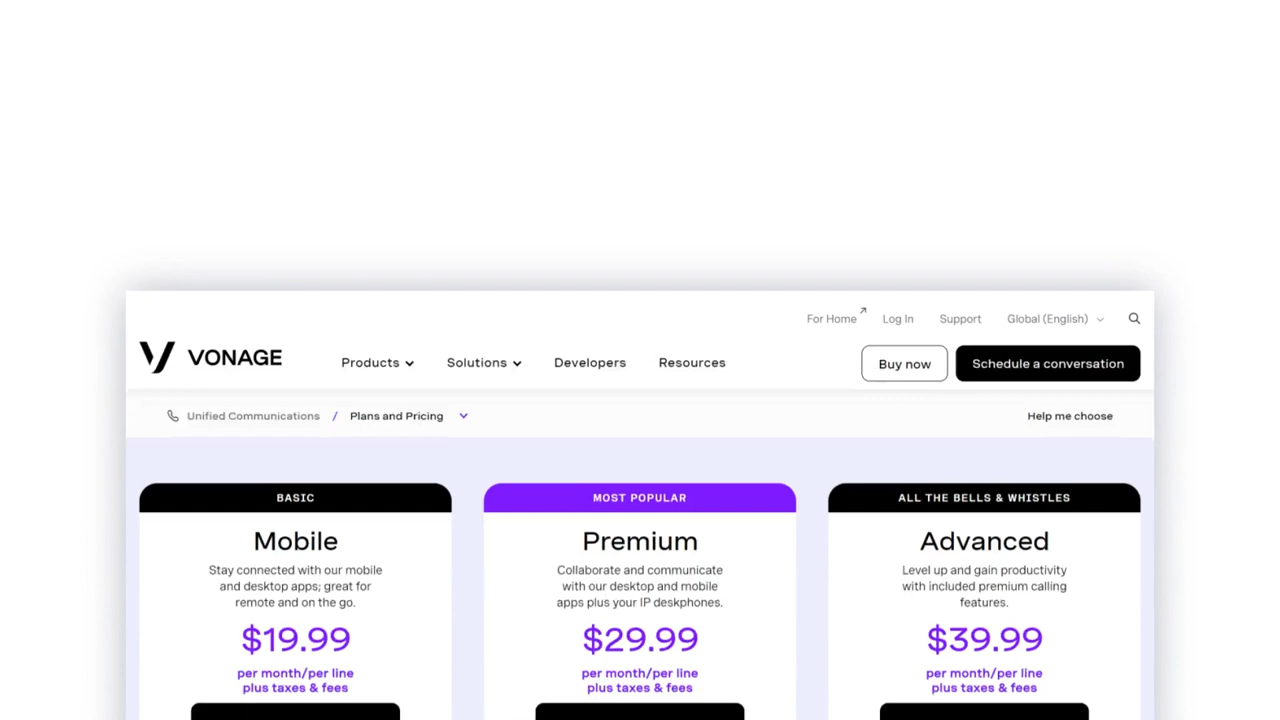 For Home Log In Support Global (English)
VONAGE Products Solutions Developers Resources Buy now Schedule a conversation
Unified Communications / Plans and Pricing Help me choose
BASIC
Mobile
Stay connected with our mobile
and desktop apps; great for
remote and on the go.
$19.99
per month/per line
plus taxes & fees
MOST POPULAR
Premium
Collaborate and communicate
with our desktop and mobile
apps plus your IP deskphones.
$29.99
per month/per line
plus taxes & fees
ALL THE BELLS & WHISTLES
Advanced
Level up and gain productivity
with included premium calling
features.
$39.99
per month/per line
plus taxes & fees